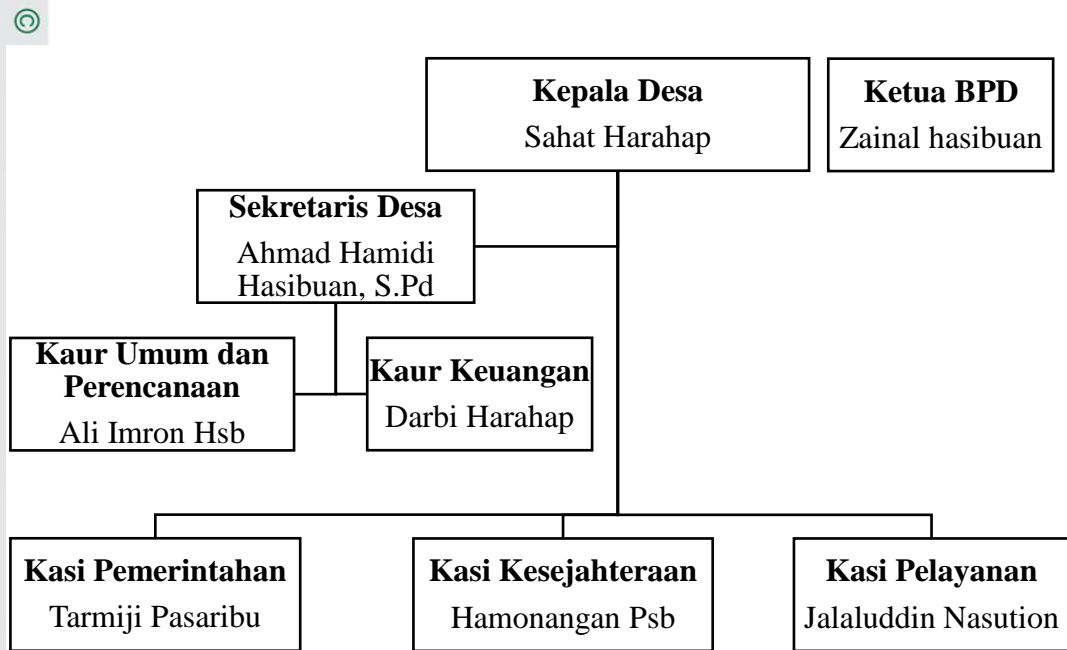 Kepala Desa
Sahat Harahap
Ketua BPD
Zainal hasibuan
Sekretaris Desa
Ahmad Hamidi
Hasibuan, S.Pd
Kaur Umum dan
Perencanaan
Ali Imron Hsb
Kaur Keuangan
Darbi Harahap
Kasi Pemerintahan
Tarmiji Pasaribu
Kasi Kesejahteraan
Hamonangan Psb
Kasi Pelayanan
Jalaluddin Nasution